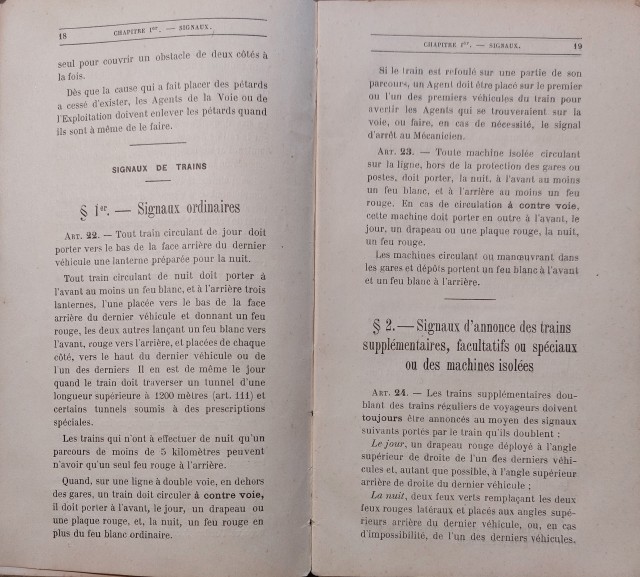 18
CHAPITRE Ier. — SIGNAUX.
seul pour couvrir un obstacle de deux côtés à
la fois.
Dès que la cause qui a fait placer des pétards
a cessé d'exister, les Agents de la Voie ou de
l'Exploitation doivent enlever les pétards quand
ils sont à même de le faire.
SIGNAUX DE TRAINS
§ 1er. — Signaux ordinaires
ART. 22. — Tout train circulant de jour doit
porter vers le bas de la face arrière du dernier
véhicule une lanterne préparée pour la nuit.
Tout train circulant de nuit doit porter à
l'avant au moins un feu blanc, et à l'arrière trois
lanternes, l'une placée vers le bas de la face
arrière du dernier véhicule et donnant un feu
rouge, les deux autres lançant un feu blanc vers
l'avant, rouge vers l'arrière, et placées de chaque
côté, vers le haut du dernier véhicule ou de
l'un des derniers Il en est de même le jour
quand le train doit traverser un tunnel d'une
longueur supérieure à 1200 mètres (art. 111) et
certains tunnels soumis à des prescriptions
spéciales.
Les trains qui n'ont à effectuer de nuit qu'un
parcours de moins de 5 kilomètres peuvent
n'avoir qu'un seul feu rouge à l'arrière.
Quand, sur une ligne à double voie, en dehors
des gares, un train doit circuler à contre voie,
il doit porter à l'avant, le jour, un drapeau ou
une plaque rouge, et, la nuit, un feu rouge en
plus du feu blanc ordinaire.
CHAPITRE Ier. — SIGNAUX.
19
Si le train est refoulé sur une partie de son
parcours, un Agent doit être placé sur le premier
ou l'un des premiers véhicules du train pour
avertir les Agents qui se trouveraient sur la
voie, ou faire, en cas de nécessité, le signal
d'arrêt au Mécanicien.
ART. 23. — Toute machine isolée circulant
sur la ligne, hors de la protection des gares ou
postes, doit porter, la nuit, à l'avant au moins
un feu blanc, et à l'arrière au moins un feu
rouge. En cas de circulation à contre voie,
cette machine doit porter en outre à l'avant, le
jour, un drapeau ou une plaque rouge, la nuit,
un feu rouge.
Les machines circulant ou manœuvrant dans
les gares et dépôts portent un feu blanc à l'avant
et un feu blanc à l'arrière.
§ 2. — Signaux d'annonce des trains
supplémentaires, facultatifs ou spéciaux
ou des machines isolées
ART. 24. — Les trains supplémentaires dou-
blant des trains réguliers de voyageurs doivent
toujours être annoncés au moyen des signaux
suivants portés par le train qu'ils doublent :
Le jour, un drapeau rouge déployé à l'angle
supérieur de droite de l'un des derniers véhi-
cules et, autant que possible, à l'angle supérieur
arrière de droite du dernier véhicule ;
La nuit, deux feux verts remplaçant les deux
feux rouges latéraux et placés aux angles supé-
rieurs arrière du dernier véhicule, ou, en cas
d'impossibilité, de l'un des derniers véhicules.